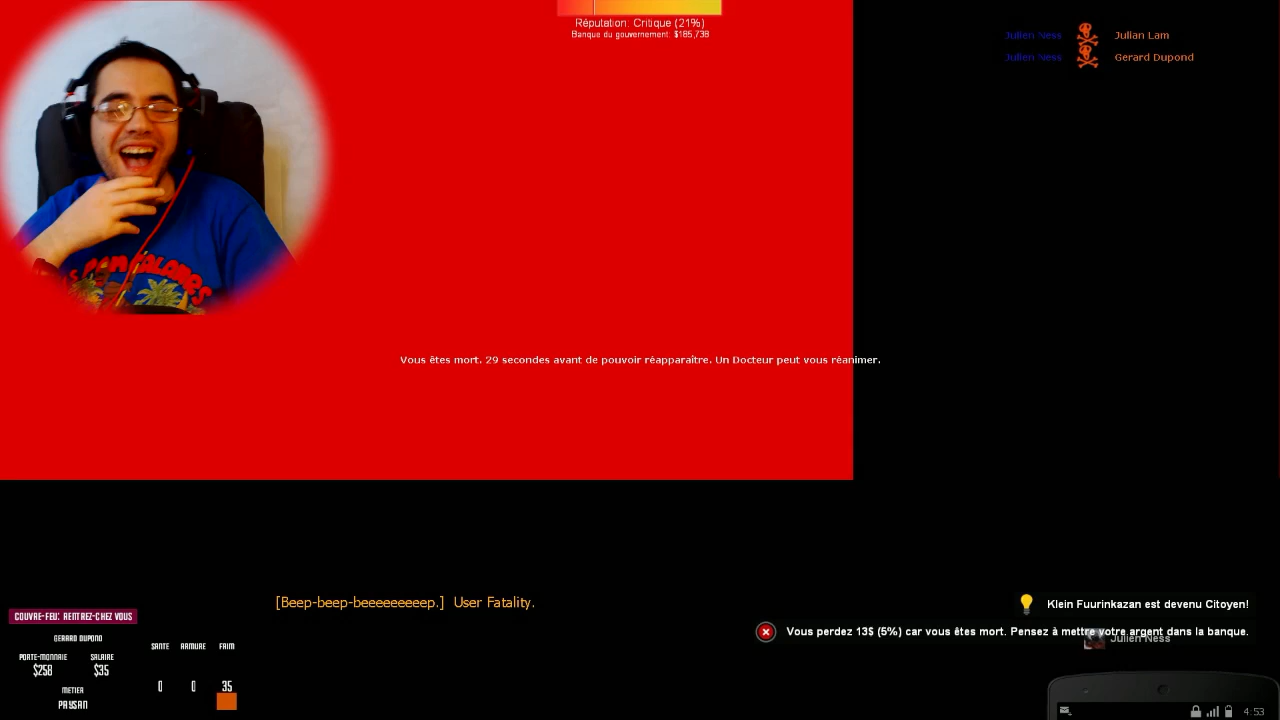 Réputation: Critique (21%)
Banque du gouvernement: $185,738
Julien Ness Julian Lam
Julien Ness Gerard Dupond
Vous êtes mort. 29 secondes avant de pouvoir réapparaître. Un Docteur peut vous réanimer.
[Beep-beep-beeeeeeeeep.] User Fatality.
Klein Fuurinkazan est devenu Citoyen!
Vous perdez 13$ (5%) car vous êtes mort. Pensez à mettre votre argent dans la banque.
Julien Ness
COUVRE-FEU: RENTREZ-CHEZ VOUS
GERARD DUPOND
PORTE-MONNAIE SALAIRE
$258 $35
METIER
PAYSAN
SANTE ARMURE FAIM
0 0 35
4:53